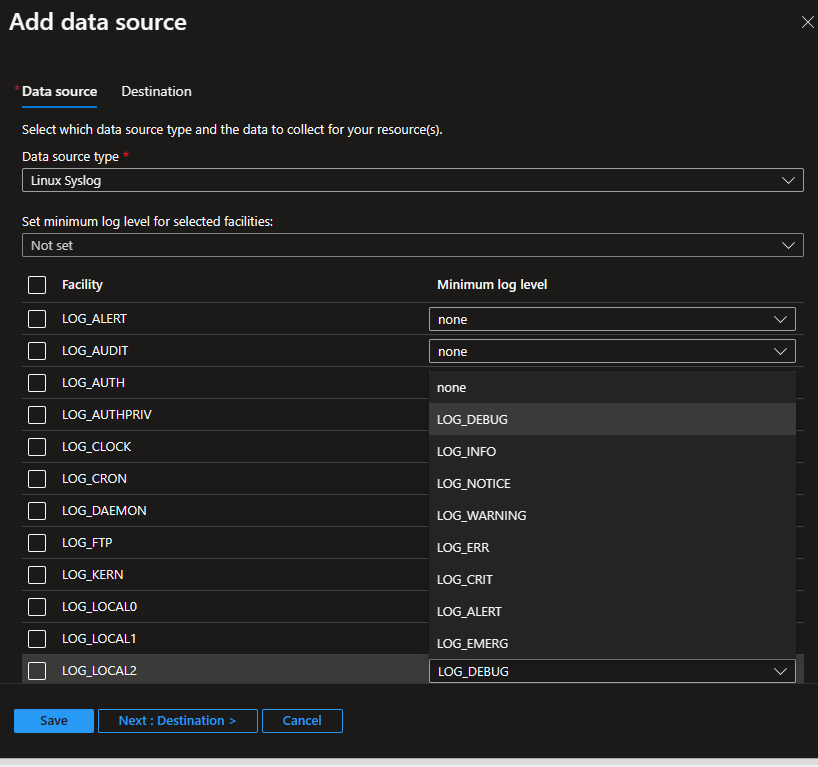 Add data source
* Data source Destination
Select which data source type and the data to collect for your resource(s).
Data source type *
Linux Syslog
Set minimum log level for selected facilities:
Not set
Facility Minimum log level
LOG_ALERT none
LOG_AUDIT none
LOG_AUTH none
LOG_AUTHPRIV LOG_DEBUG
LOG_CLOCK LOG_INFO
LOG_CRON LOG_NOTICE
LOG_DAEMON LOG_WARNING
LOG_FTP LOG_ERR
LOG_KERN LOG_CRIT
LOG_LOCAL0 LOG_ALERT
LOG_LOCAL1 LOG_EMERG
LOG_LOCAL2 LOG_DEBUG
Save Next : Destination > Cancel